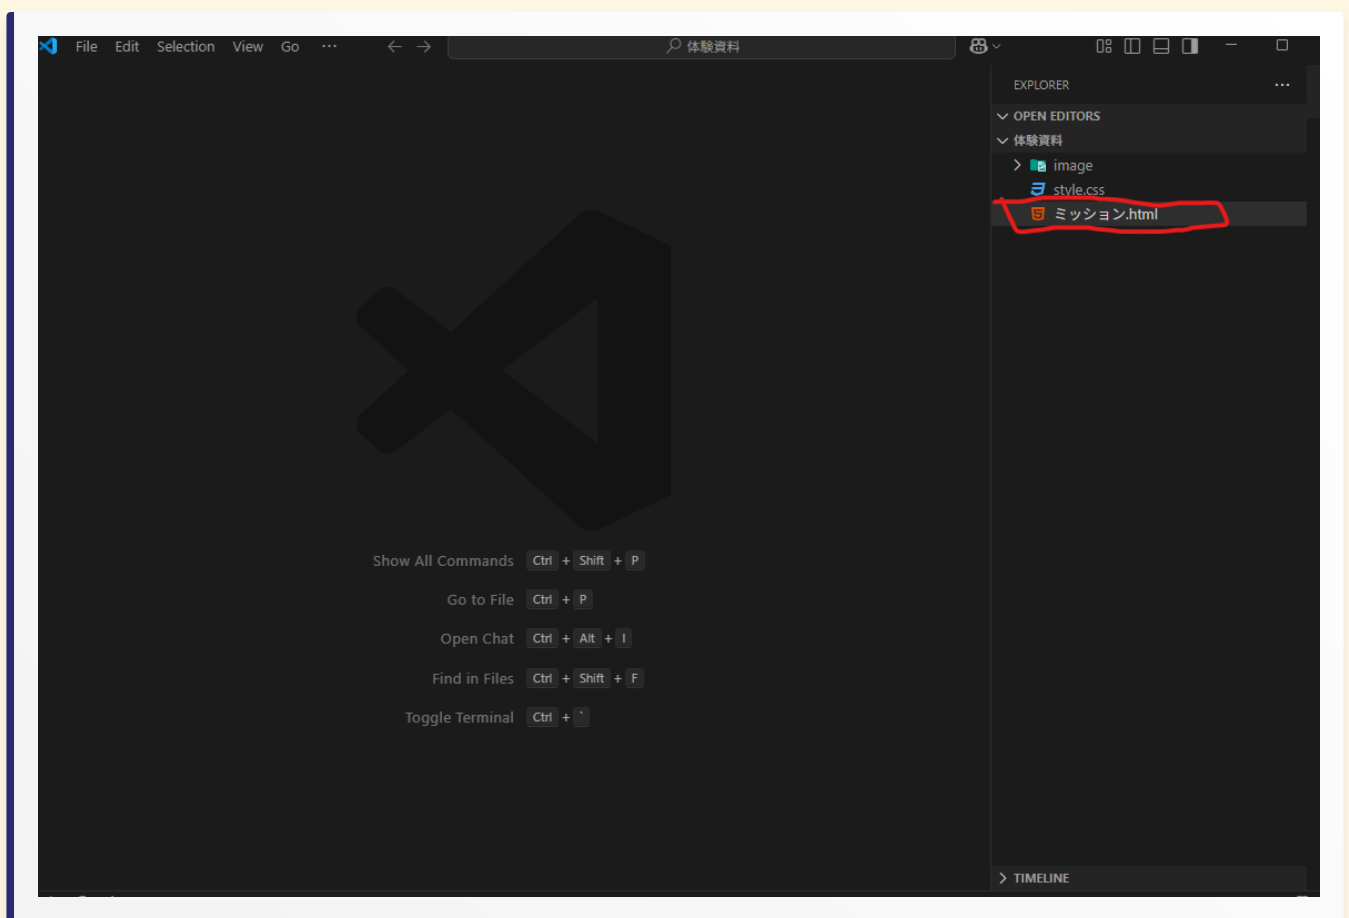 File Edit Selection View Go ··· ← → 体験資料
EXPLORER ···
OPEN EDITORS
体験資料
image
style.css
ミッション.html
Show All Commands Ctrl + Shift + P
Go to File Ctrl + P
Open Chat Ctrl + Alt + I
Find in Files Ctrl + Shift + F
Toggle Terminal Ctrl + `
TIMELINE